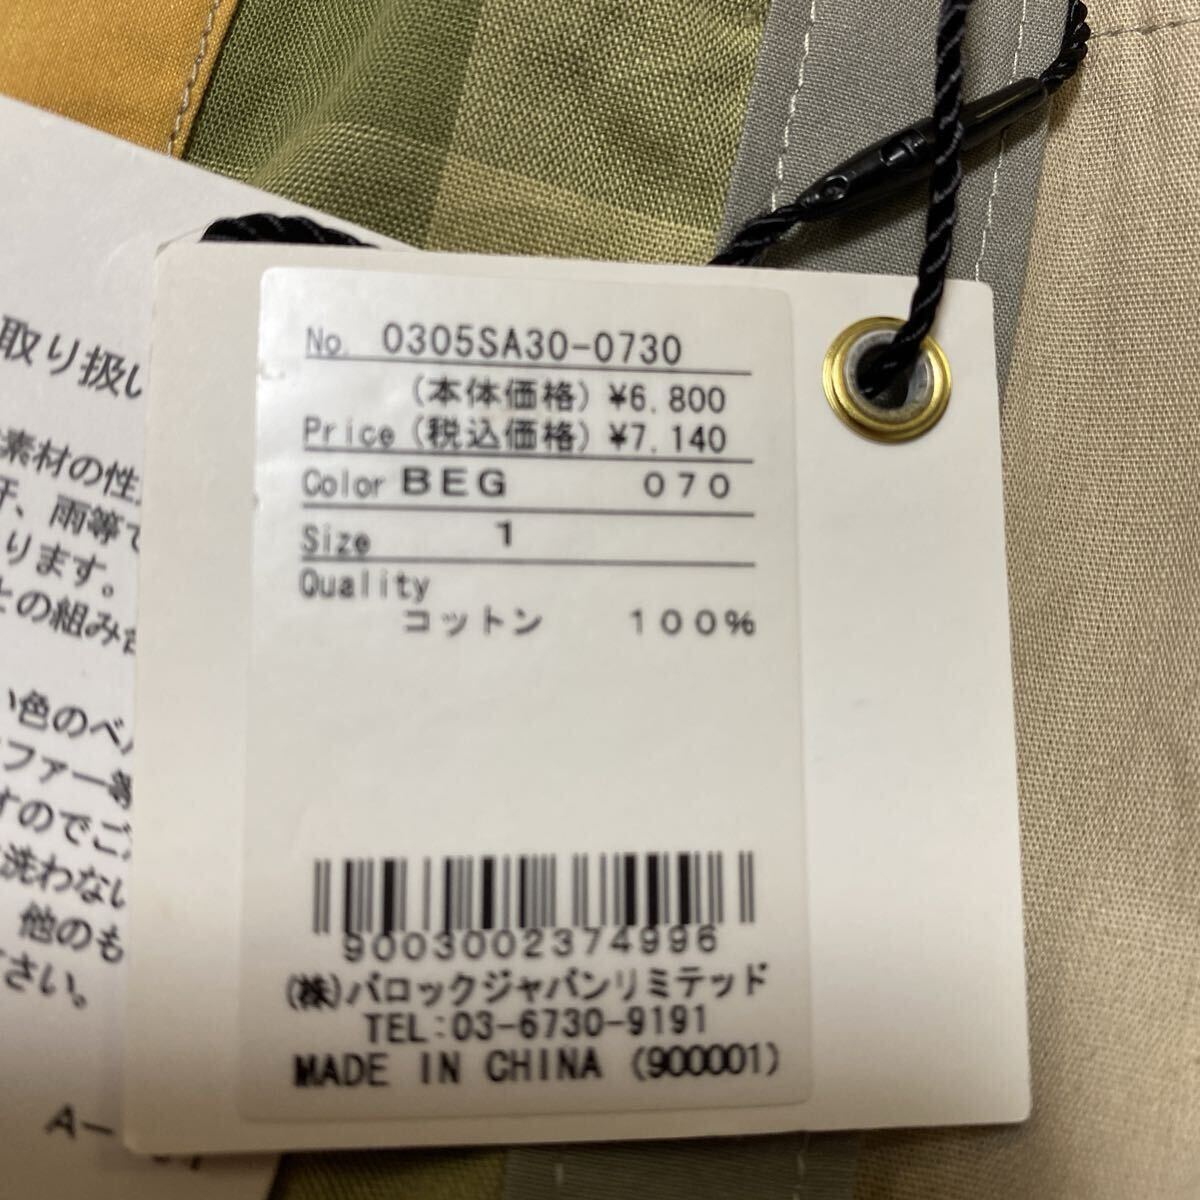 No. 0305SA30-0730
(本体価格) ¥6,800
Price (税込価格) ¥7,140
Color BEG 070
Size 1
Quality
コットン 100%
9003002374996
(株)バロックジャパンリミテッド
TEL:03-6730-9191
MADE IN CHINA (900001)
取り扱い
素材の性
汗、雨等で
ります。
との組み合
い色のベ
ファー等
すのでご
洗わない
他のも
さい。
A-